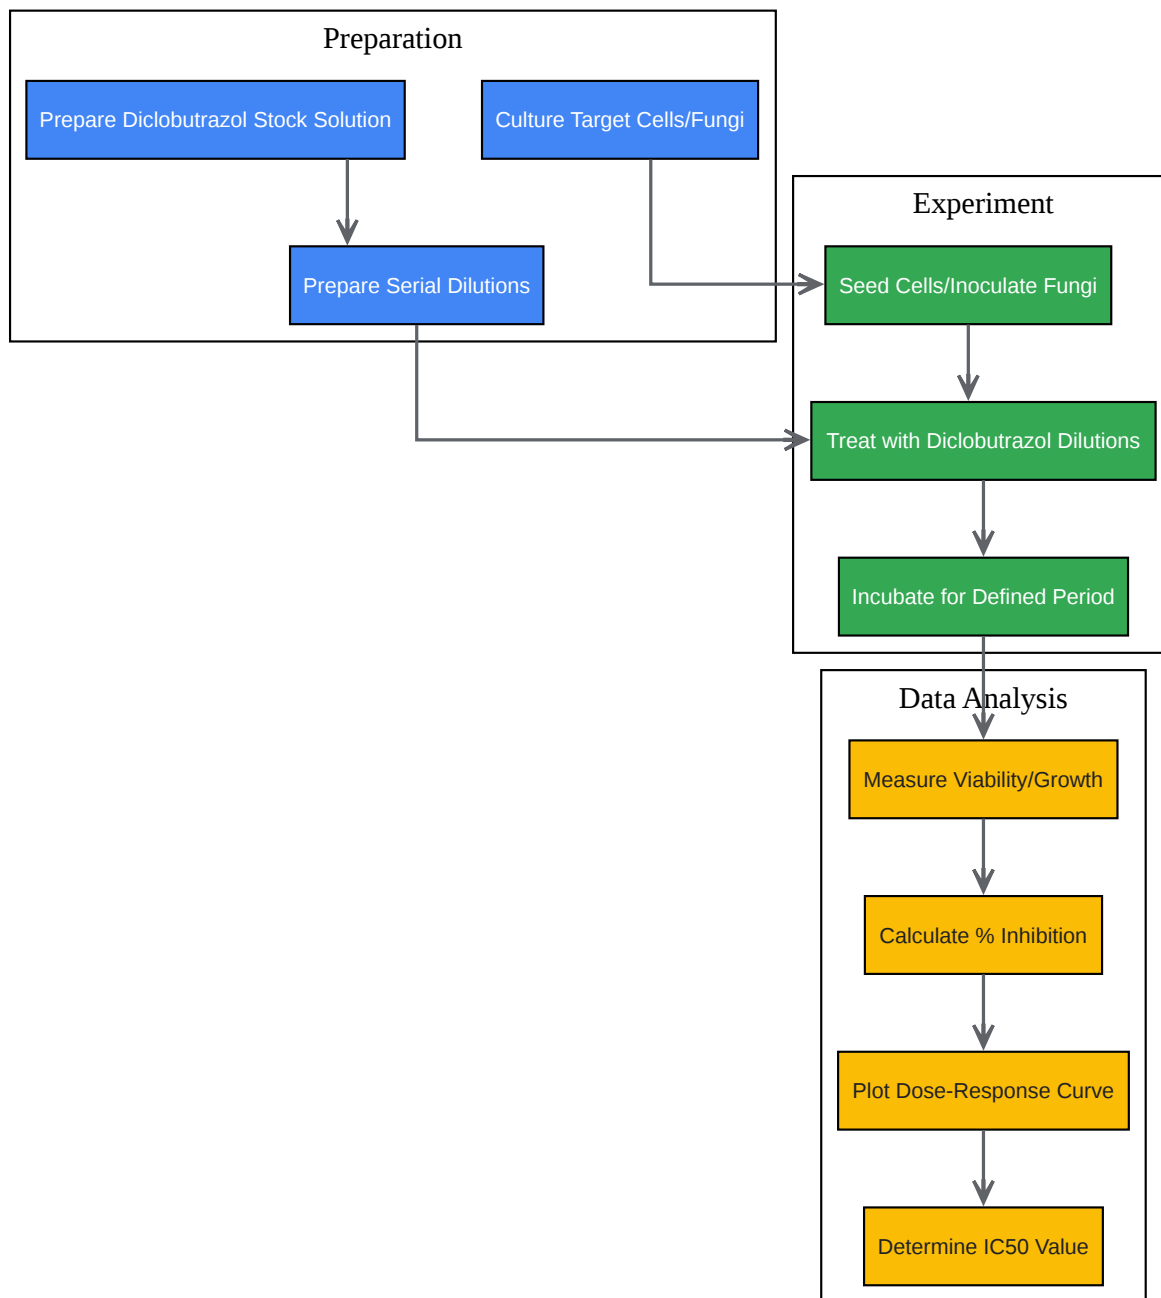 Preparation
Prepare Diclobutrazol Stock Solution
Culture Target Cells/Fungi
Prepare Serial Dilutions
Experiment
Seed Cells/Inoculate Fungi
Treat with Diclobutrazol Dilutions
Incubate for Defined Period
Data Analysis
Measure Viability/Growth
Calculate % Inhibition
Plot Dose-Response Curve
Determine IC50 Value